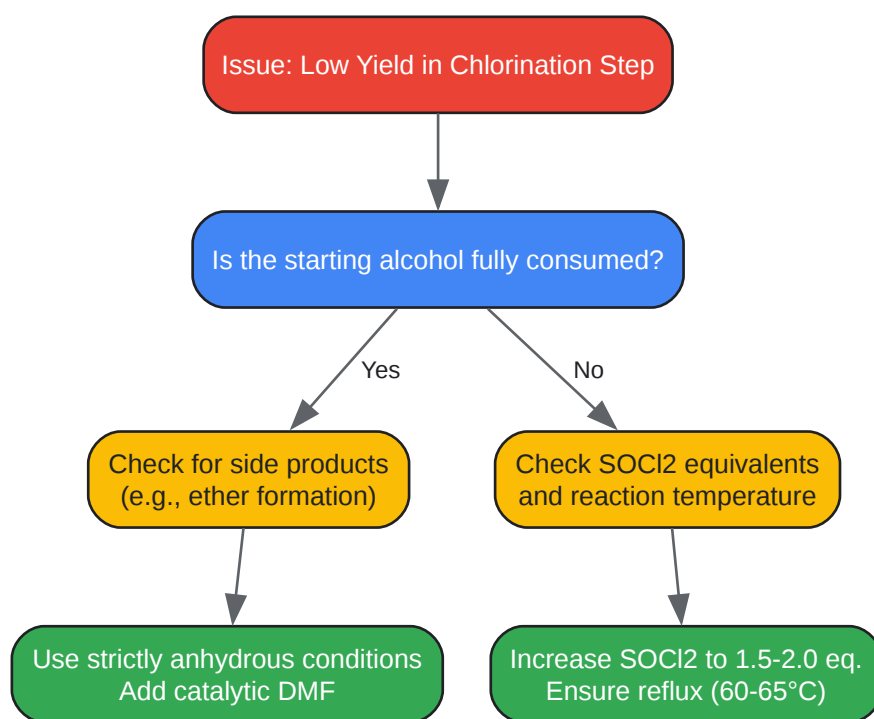 Issue: Low Yield in Chlorination Step
Is the starting alcohol fully consumed?
Yes
No
Check for side products
(e.g., ether formation)
Check SOCl2 equivalents
and reaction temperature
Use strictly anhydrous conditions
Add catalytic DMF
Increase SOCl2 to 1.5-2.0 eq.
Ensure reflux (60-65°C)